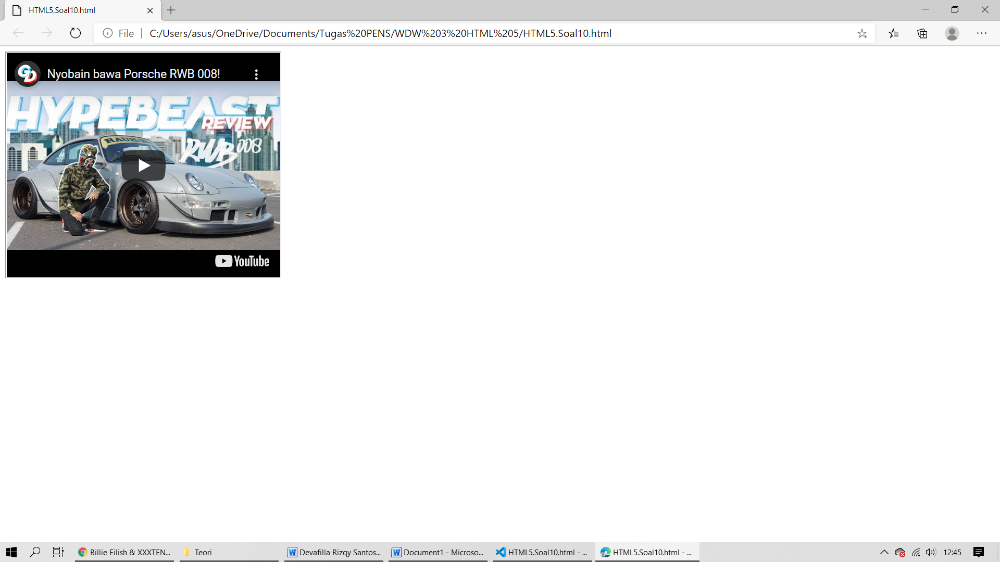 HTML5.Soal10.html
File
C:/Users/asus/OneDrive/Documents/Tugas%20PENS/WDW%203%20HTML%205/HTML5.Soal10.html
GD
Nyobain bawa Porsche RWB 008!
HYPEBEAST
REVIEW
RWB 008
YouTube
Billie Eilish & XXXTEN...
Teori
Devafilla Rizqy Santos...
Document1 - Microso...
HTML5.Soal10.html - ...
HTML5.Soal10.html - ...
12:45